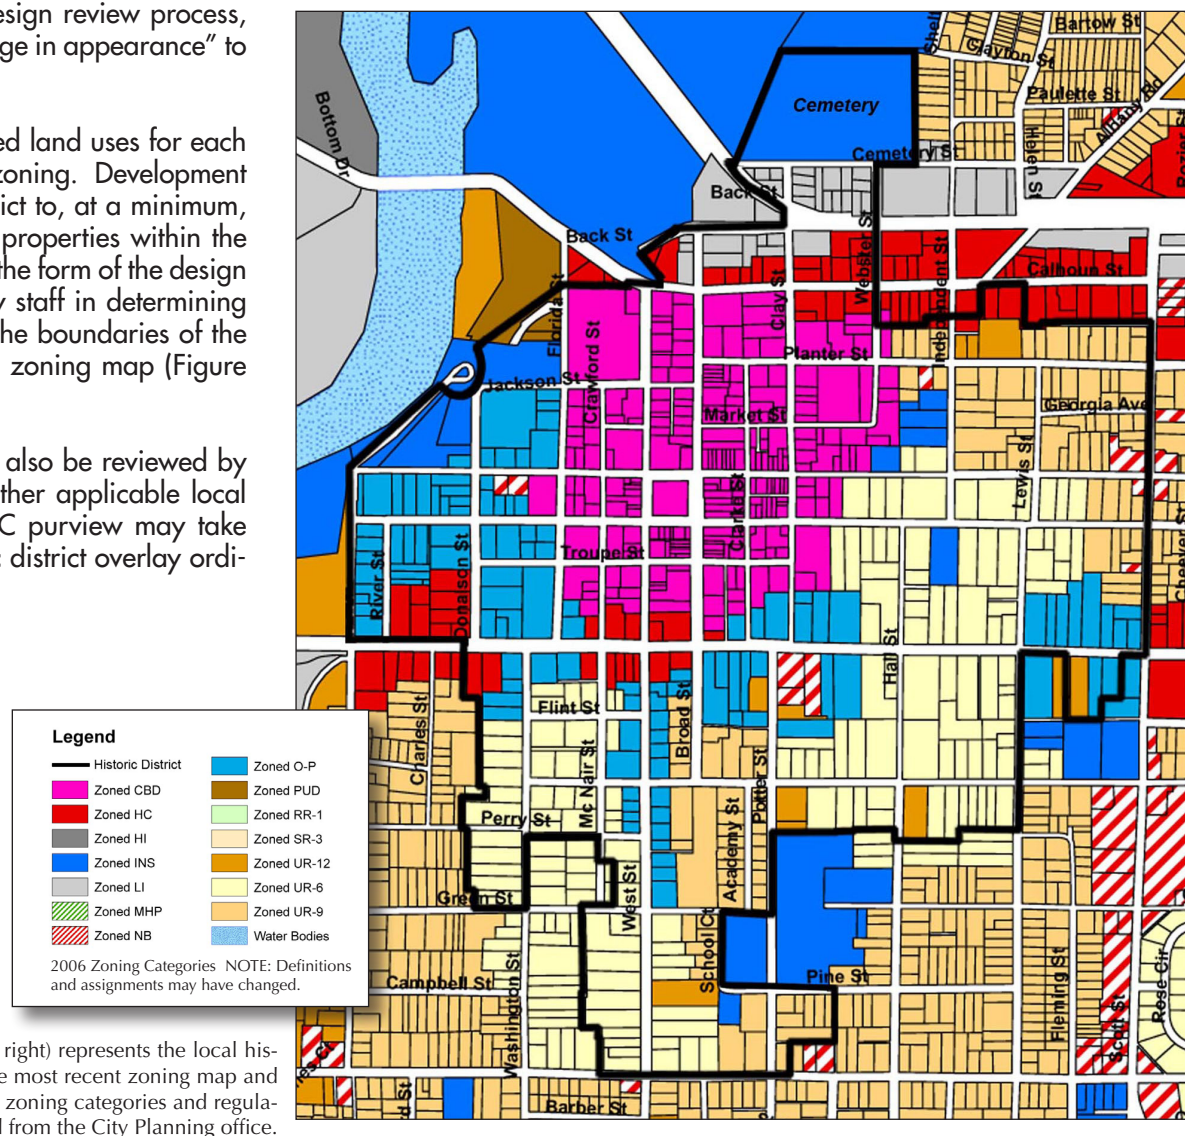 esign review process,
ge in appearance” to
ed land uses for each
zoning. Development
ict to, at a minimum,
properties within the
the form of the design
y staff in determining
he boundaries of the
zoning map (Figure
also be reviewed by
ther applicable local
C purview may take
district overlay ordi-
Legend
Historic District
Zoned CBD
Zoned HC
Zoned HI
Zoned INS
Zoned LI
Zoned MHP
Zoned NB
Zoned O-P
Zoned PUD
Zoned RR-1
Zoned SR-3
Zoned UR-12
Zoned UR-6
Zoned UR-9
Water Bodies
2006 Zoning Categories NOTE: Definitions
and assignments may have changed.
right) represents the local his-
e most recent zoning map and
zoning categories and regula-
d from the City Planning office.
Bartow St
Clayton St
Paulette St
Albany Rd
Helen St
Cemetery
Cemetery St
Bottom Dr
Back St
Back St
Webster St
Independent St
Calhoun St
Clay St
Florida St
Crawford St
Planter St
Jackson St
Market St
Georgia Ave
Lewis St
Clarke St
Troupe St
River St
Donalson St
Cheever St
Hall St
Charles St
Flint St
Broad St
Mc Nair St
Potter St
Perry St
Academy St
Green St
West St
School Ct
Campbell St
Washington St
Pine St
Fleming St
Scott St
Rose Cir
Barber St